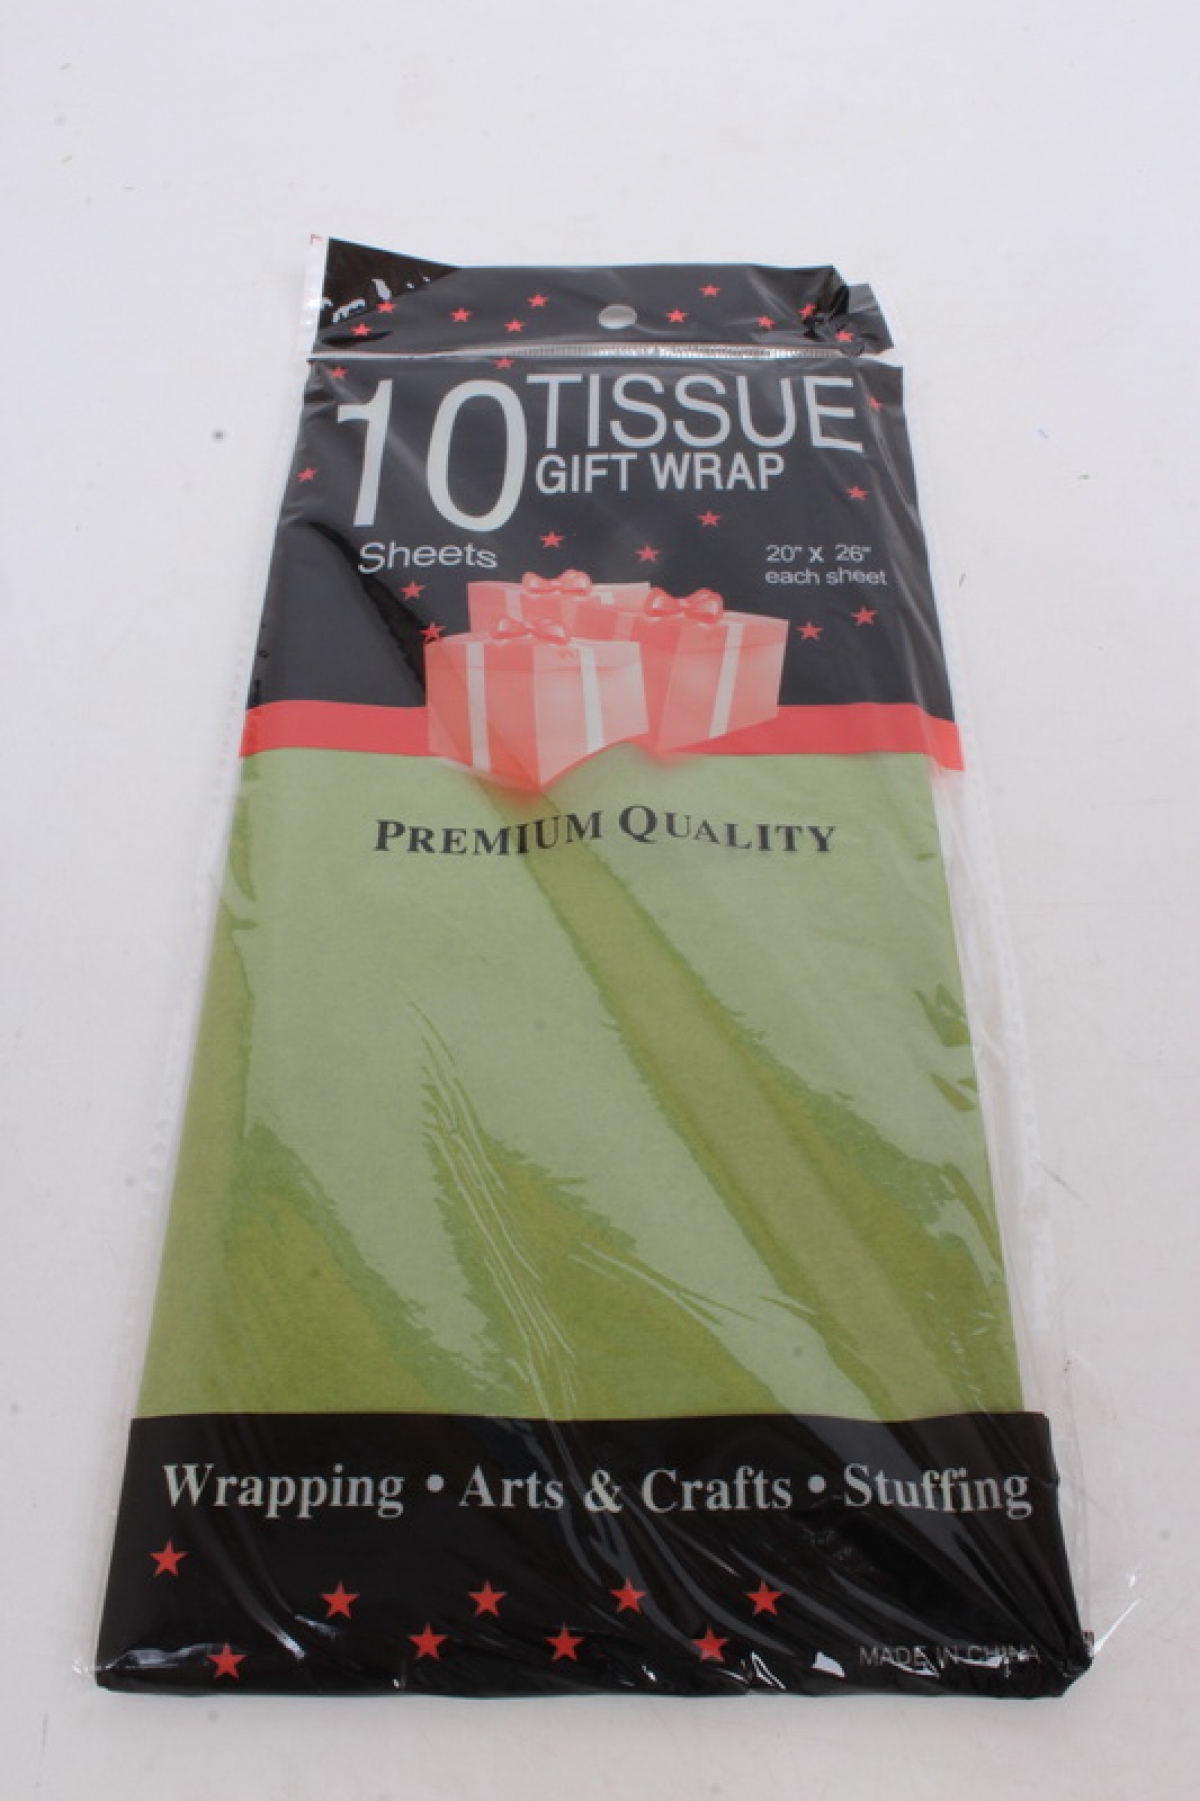 10 TISSUE
GIFT WRAP
Sheets
20" x 26"
each sheet
PREMIUM QUALITY
Wrapping • Arts & Crafts • Stuffing
MADE IN CHINA